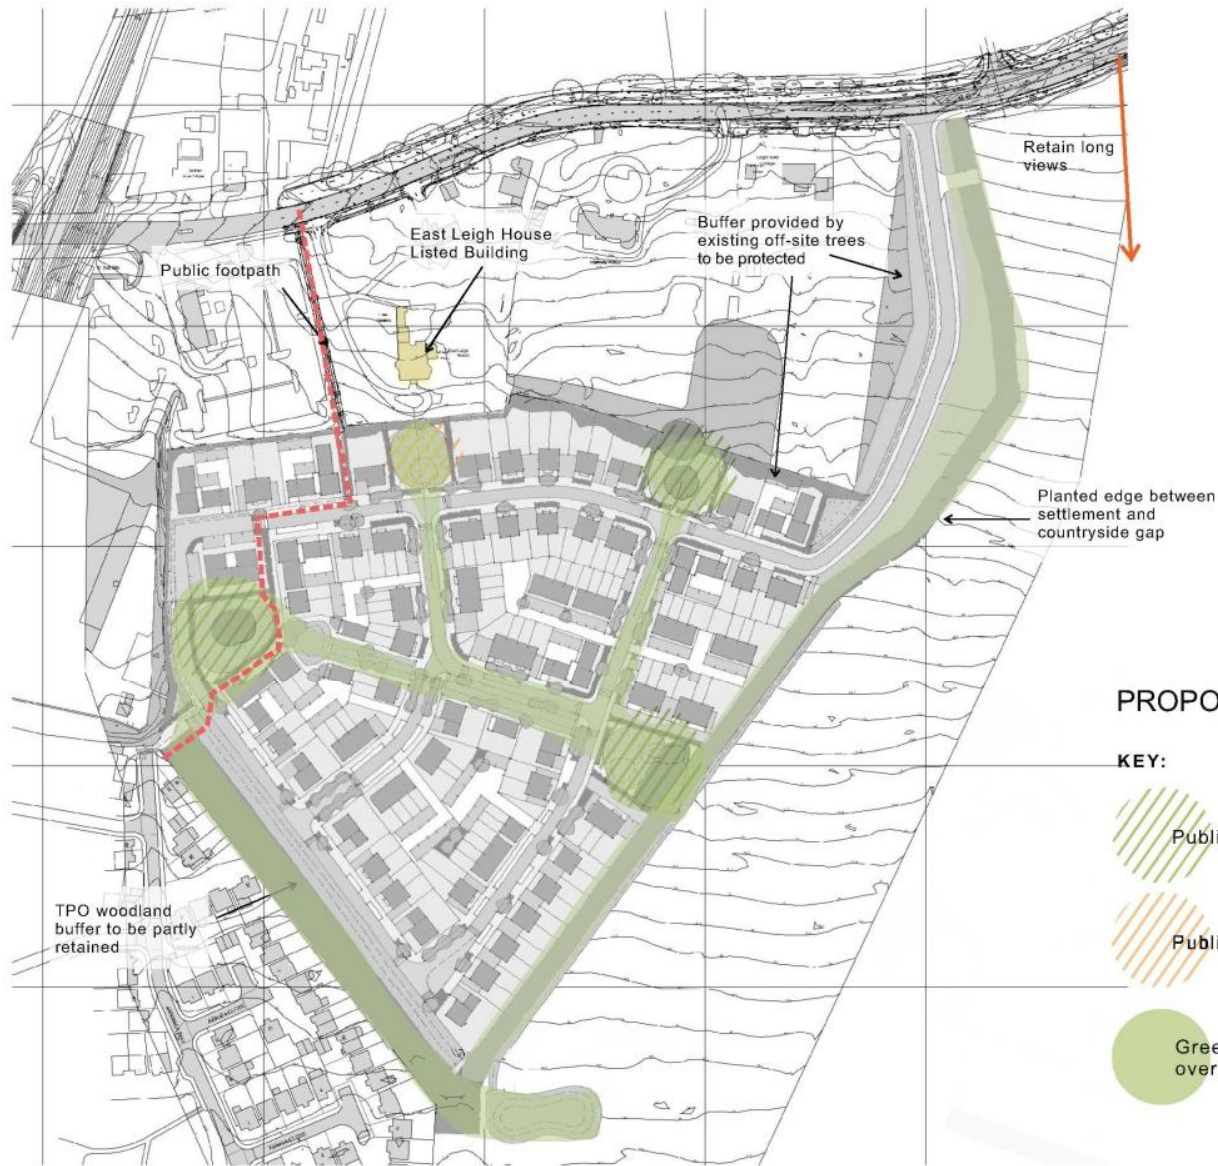 Retain long
views
East Leigh House
Listed Building
Buffer provided by
existing off-site trees
to be protected
Public footpath
Planted edge between
settlement and
countryside gap
PROPO
KEY:
Publi
Publi
Gree
over
TPO woodland
buffer to be partly
retained